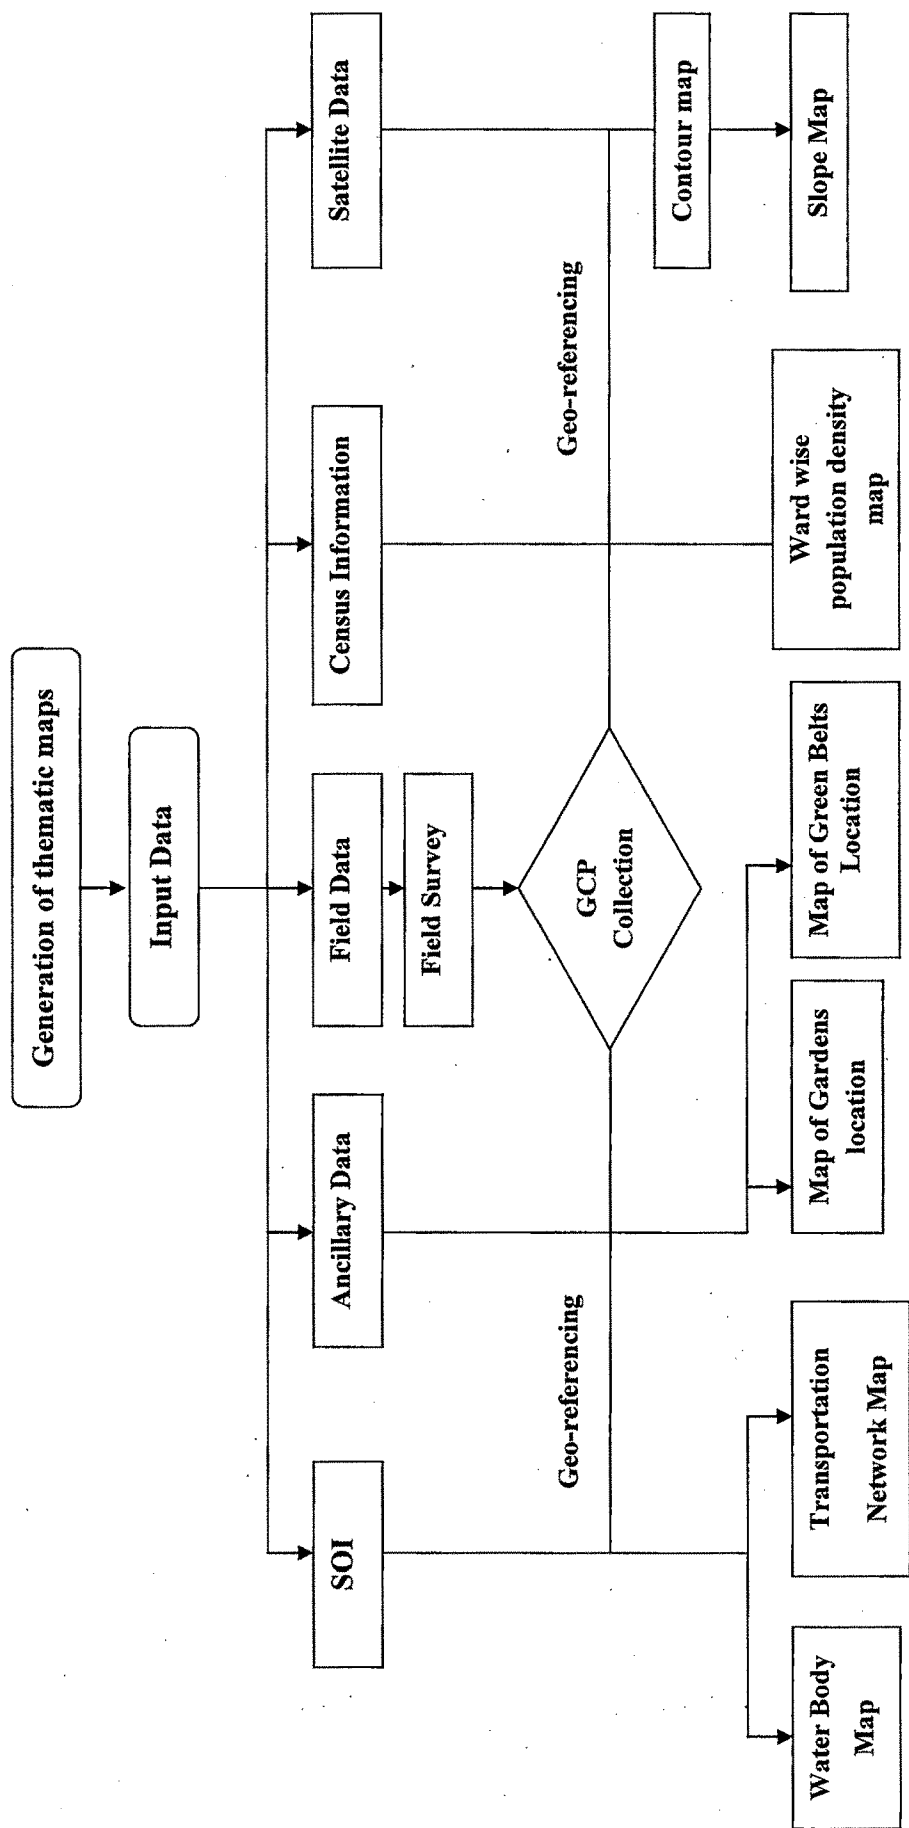 Generation of thematic maps
Input Data
SOI
Ancillary Data
Field Data
Census Information
Satellite Data
Field Survey
Geo-referencing
GCP
Collection
Geo-referencing
Contour map
Water Body
Map
Transportation
Network Map
Map of Gardens
location
Map of Green Belts
Location
Ward wise
population density
map
Slope Map